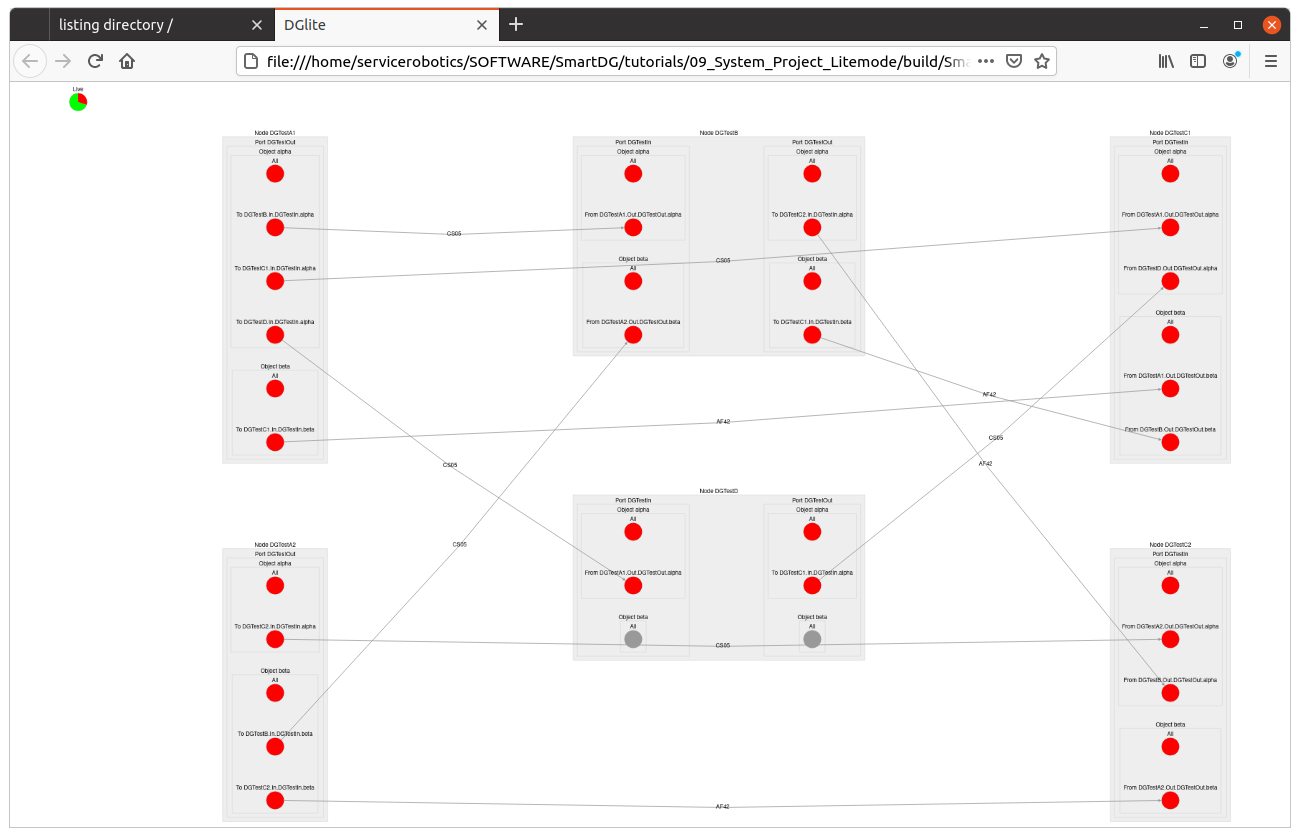 listing directory /
DGlite
file:///home/servicerobotics/SOFTWARE/SmartDG/tutorials/09_System_Project_Litemode/build/Sma
Live
Node DGTestA1
Port DGTestOut
Object alpha
All
To DGTestB.In.DGTestIn.alpha
To DGTestC1.In.DGTestIn.alpha
To DGTestD.In.DGTestIn.alpha
Object beta
All
To DGTestC1.In.DGTestIn.beta
Node DGTestB
Port DGTestIn
Object alpha
All
From DGTestA1.Out.DGTestOut.alpha
Object beta
All
From DGTestA2.Out.DGTestOut.beta
Port DGTestOut
Object alpha
All
To DGTestC2.In.DGTestIn.alpha
Object beta
All
To DGTestC1.In.DGTestIn.beta
Node DGTestC1
Port DGTestIn
Object alpha
All
From DGTestA1.Out.DGTestOut.alpha
From DGTestD.Out.DGTestOut.alpha
Object beta
All
From DGTestA1.Out.DGTestOut.beta
From DGTestB.Out.DGTestOut.beta
CS05
CS05
AF42
AF42
CS05
CS05
AF42
Node DGTestD
Port DGTestIn
Object alpha
All
From DGTestA1.Out.DGTestOut.alpha
Object beta
All
Port DGTestOut
Object alpha
All
To DGTestC1.In.DGTestIn.alpha
Object beta
All
CS05
Node DGTestA2
Port DGTestOut
Object alpha
All
To DGTestC2.In.DGTestIn.alpha
Object beta
All
To DGTestB.In.DGTestIn.beta
To DGTestC2.In.DGTestIn.beta
Node DGTestC2
Port DGTestIn
Object alpha
All
From DGTestA2.Out.DGTestOut.alpha
From DGTestB.Out.DGTestOut.alpha
Object beta
All
From DGTestA2.Out.DGTestOut.beta
CS05
AF42